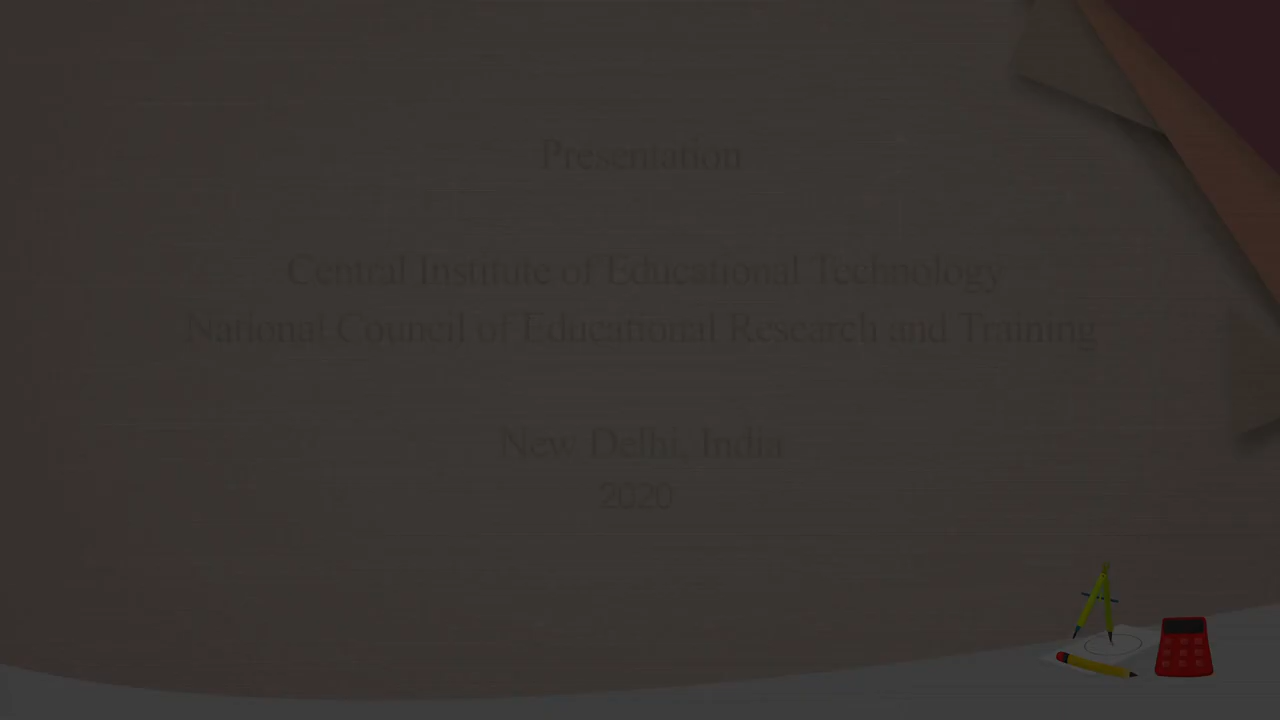 Presentation
Central Institute of Educational Technology
National Council of Educational Research and Training
New Delhi, India
2020